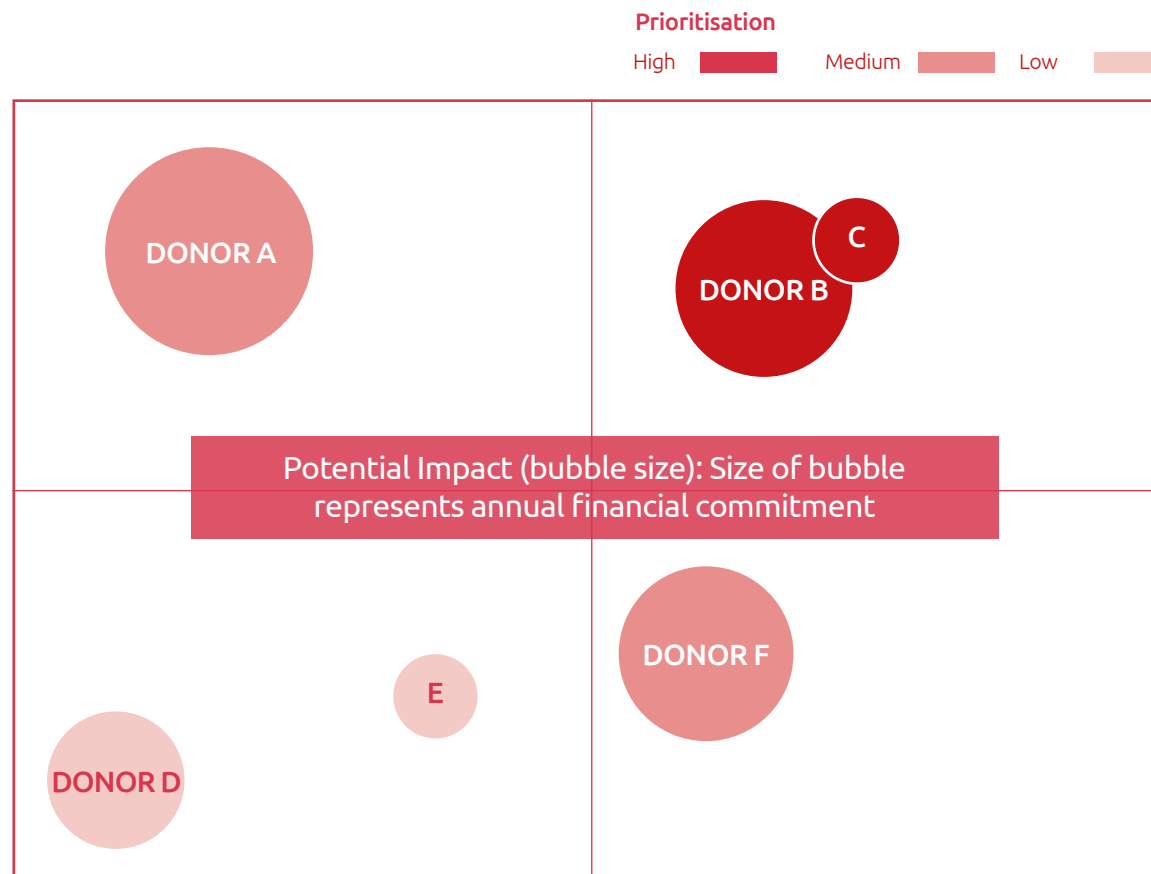 Prioritisation
High Medium Low
DONOR A
C
DONOR B
Potential Impact (bubble size): Size of bubble
represents annual financial commitment
DONOR F
E
DONOR D